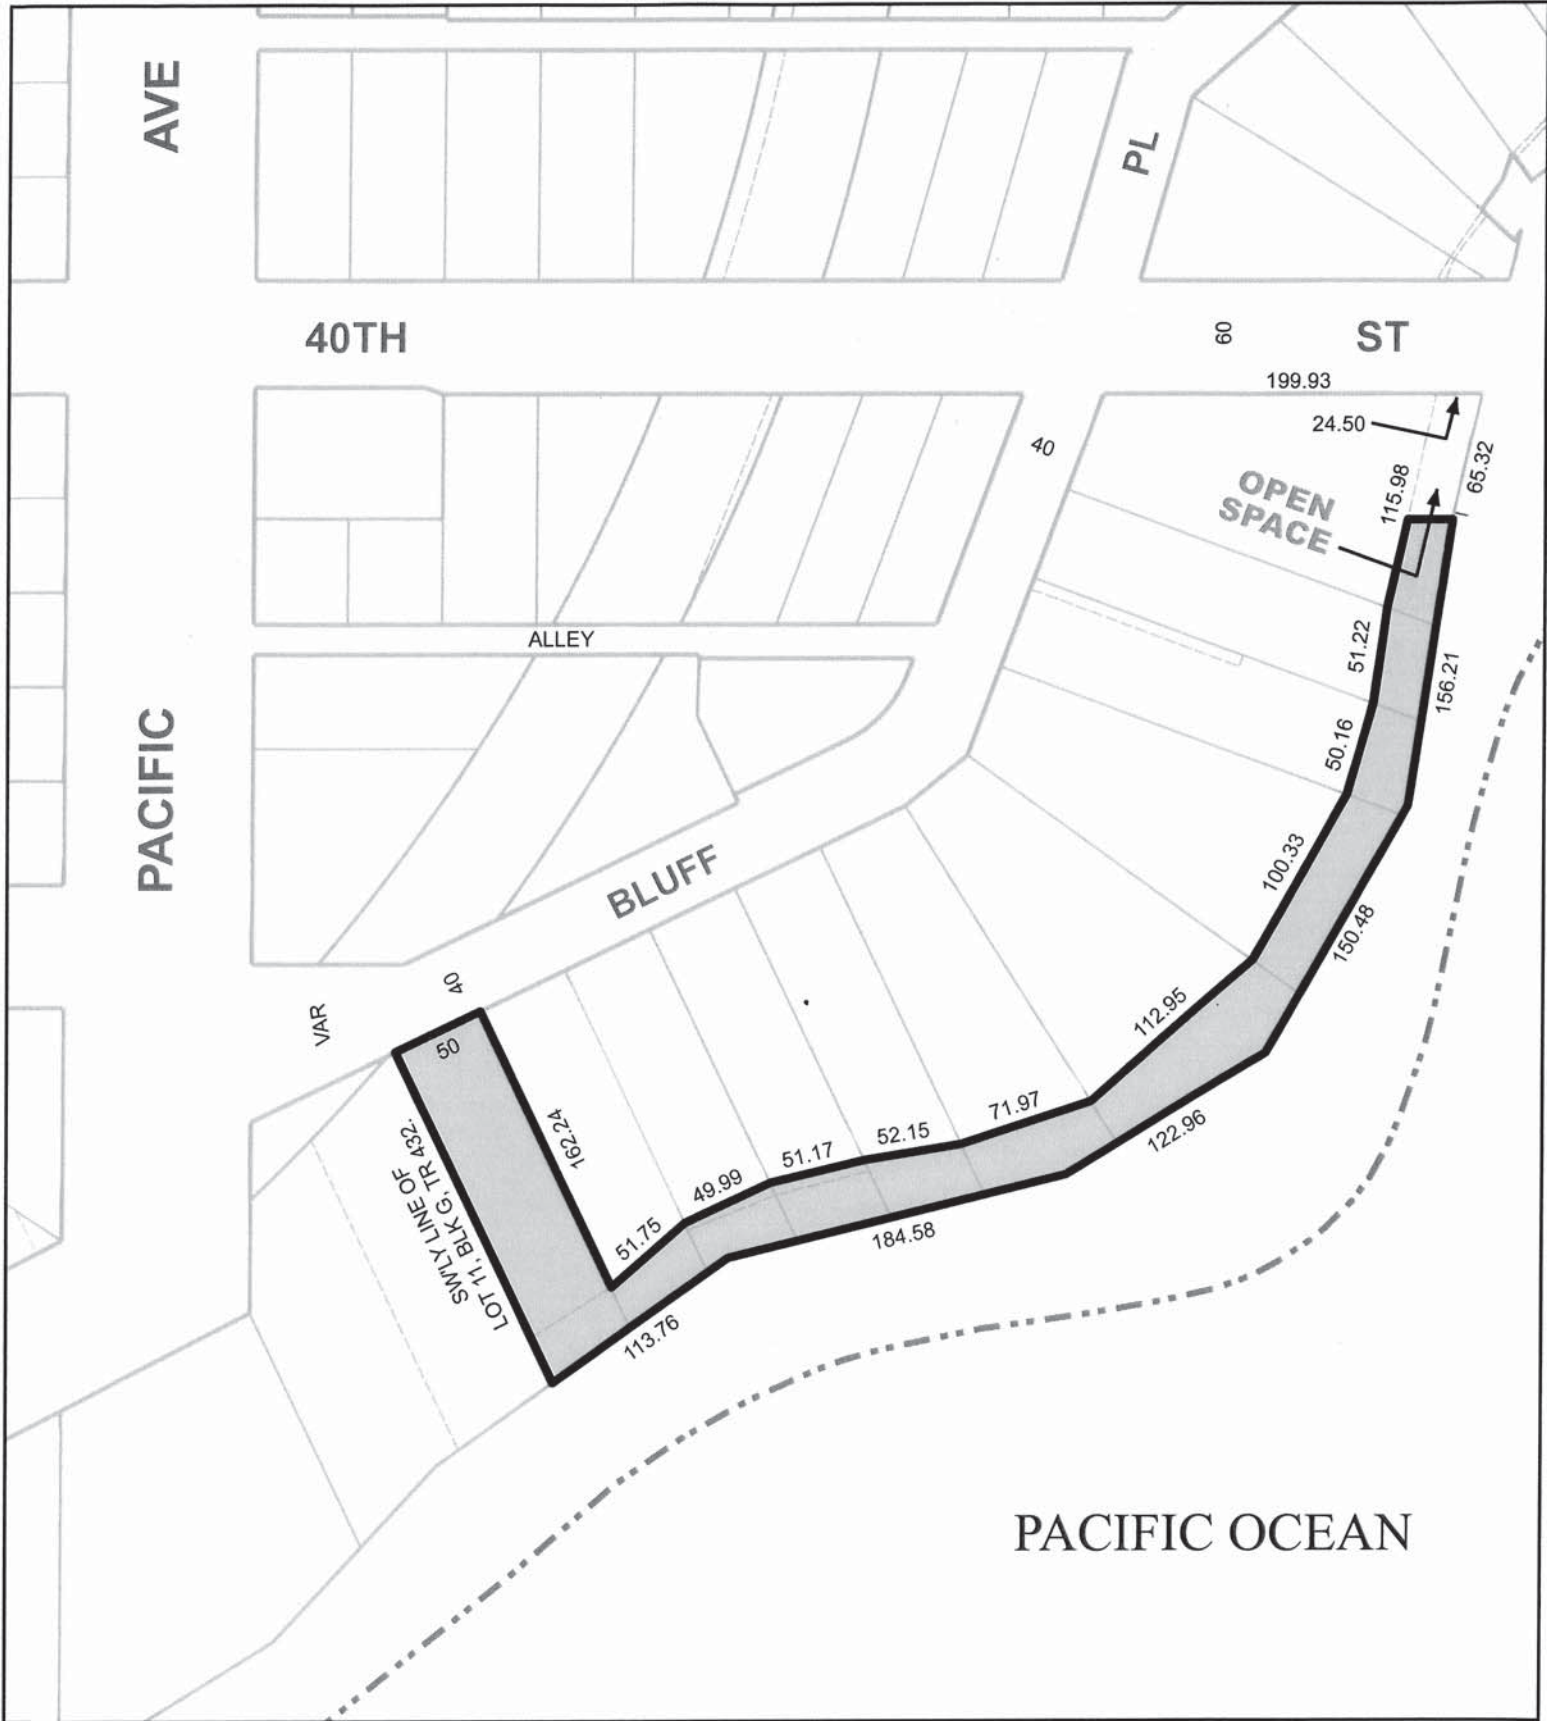 AVE
PL
40TH
60
ST
199.93
24.50
40
65.32
115.98
OPEN
SPACE
ALLEY
51.22
156.21
50.16
PACIFIC
BLUFF
100.33
150.48
40
VAR
50
112.95
162.24
71.97
122.96
52.15
51.17
49.99
51.75
184.58
SW'LY LINE OF
LOT 11, BLK G, TR 432.
113.76
PACIFIC OCEAN